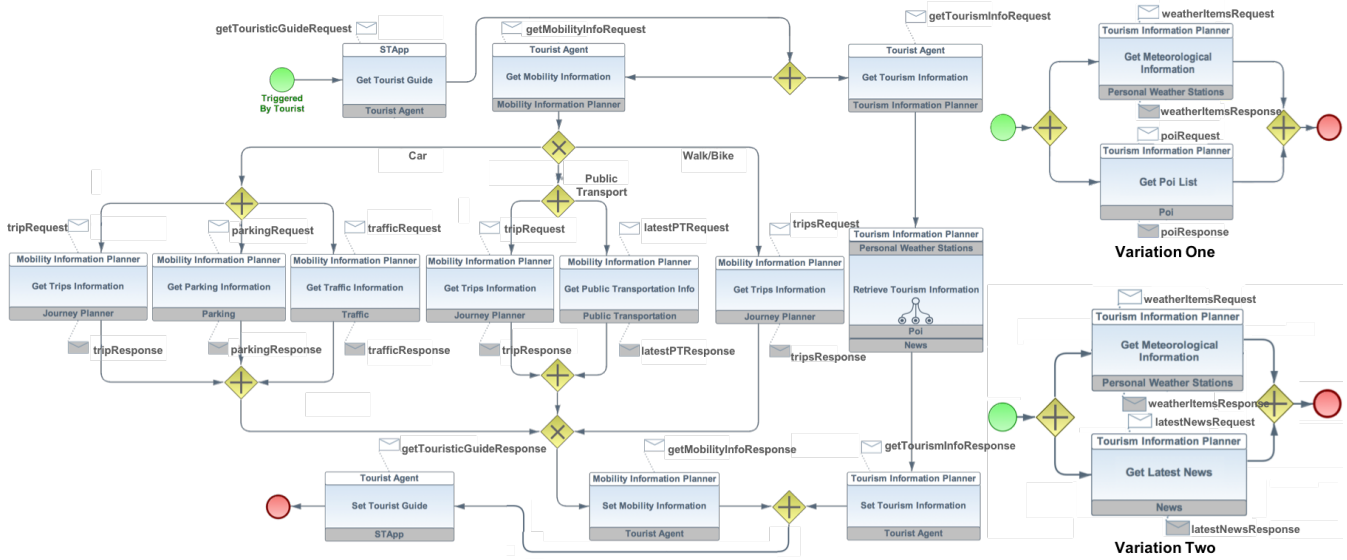 getTouristicGuideRequest
STApp
Get Tourist Guide
Tourist Agent
Triggered
By Tourist
getMobilityInfoRequest
Tourist Agent
Get Mobility Information
Mobility Information Planner
getTourismInfoRequest
Tourist Agent
Get Tourism Information
Tourism Information Planner
Car
Public
Transport
Walk/Bike
tripRequest
Mobility Information Planner
Get Trips Information
Journey Planner
tripResponse
parkingRequest
Mobility Information Planner
Get Parking Information
Parking
parkingResponse
trafficRequest
Mobility Information Planner
Get Traffic Information
Traffic
trafficResponse
tripRequest
Mobility Information Planner
Get Trips Information
Journey Planner
tripResponse
latestPTRequest
Mobility Information Planner
Get Public Transportation Info
Public Transportation
latestPTResponse
tripsRequest
Mobility Information Planner
Get Trips Information
Journey Planner
tripsResponse
Tourism Information Planner
Personal Weather Stations
Retrieve Tourism Information
Poi
News
getTouristicGuideResponse
Tourist Agent
Set Tourist Guide
STApp
getMobilityInfoResponse
Mobility Information Planner
Set Mobility Information
Tourist Agent
getTourismInfoResponse
Tourism Information Planner
Set Tourism Information
Tourist Agent
weatherItemsRequest
Tourism Information Planner
Get Meteorological
Information
Personal Weather Stations
weatherItemsResponse
poiRequest
Tourism Information Planner
Get Poi List
Poi
poiResponse
Variation One
weatherItemsRequest
Tourism Information Planner
Get Meteorological
Information
Personal Weather Stations
weatherItemsResponse
latestNewsRequest
Tourism Information Planner
Get Latest News
News
latestNewsResponse
Variation Two